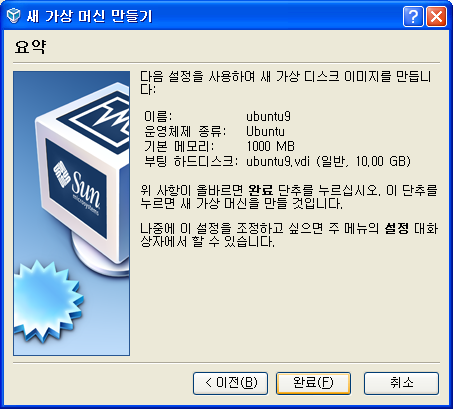 새 가상 머신 만들기
요약
다음 설정을 사용하여 새 가상 디스크 이미지를 만듭니
다:
이름: ubuntu9
운영체제 종류: Ubuntu
기본 메모리: 1000 MB
부팅 하드디스크: ubuntu9.vdi (일반, 10,00 GB)
위 사항이 올바르면 완료 단추를 누르십시오. 이 단추를
누르면 새 가상 머신을 만들 것입니다.
나중에 이 설정을 조정하고 싶으면 주 메뉴의 설정 대화
상자에서 할 수 있습니다.
Sun
microsystems
< 이전(B)
완료(F)
취소